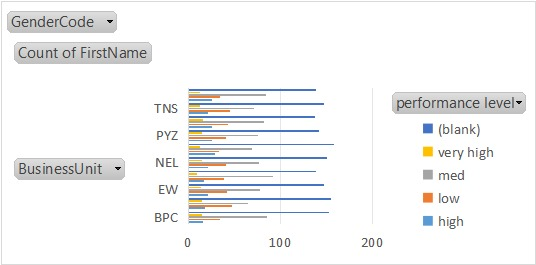 GenderCode
Count of FirstName
TNS
PYZ
NEL
EW
BPC
BusinessUnit
0 100 200
performance level
(blank)
very high
med
low
high